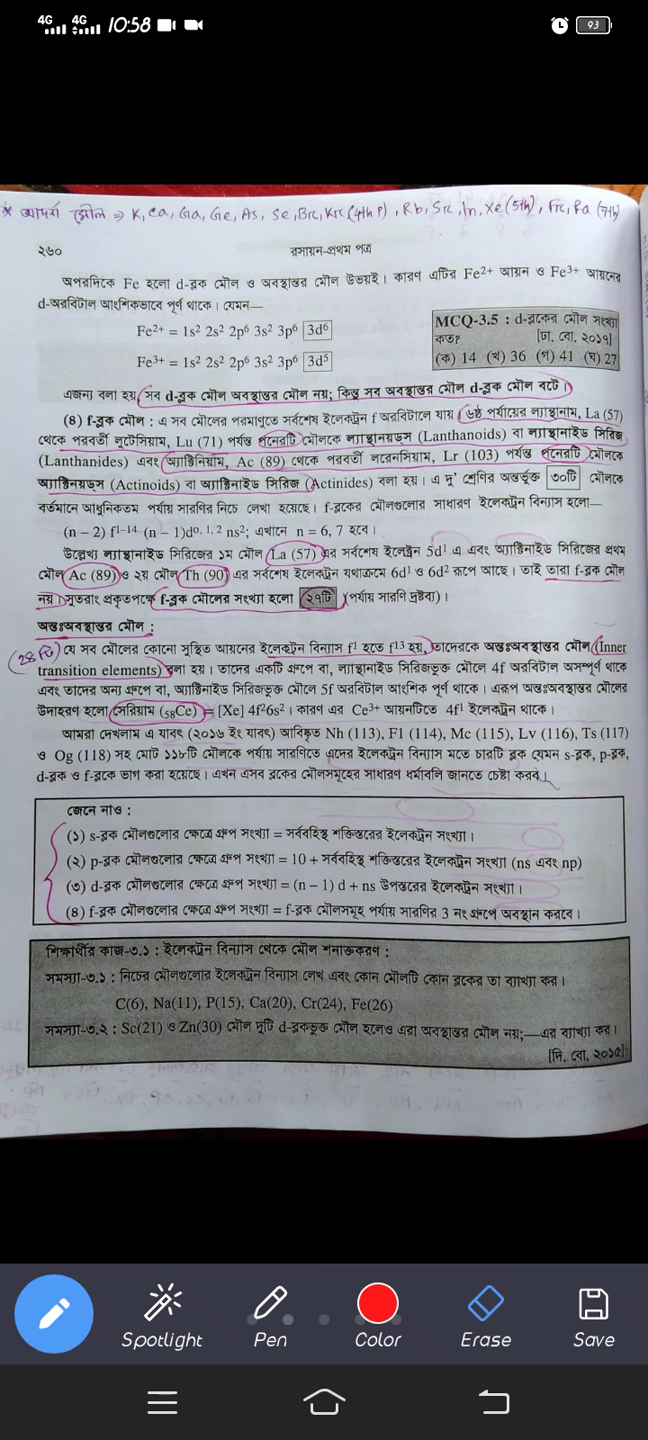 4G 4G 10:58 93
* আদর্শ মৌল ⇒ K, Ca, Ga, Ge, As, Se, Br, Kr (4th P), Rb, Sr, In, Xe (5th), Fr, Ra (7th)
২৬০ রসায়ন-প্রথম পত্র
অপরদিকে Fe হলো d-ব্লক মৌল ও অবস্থান্তর মৌল উভয়ই। কারণ এটির Fe²⁺ আয়ন ও Fe³⁺ আয়নের
d-অরবিটাল আংশিকভাবে পূর্ণ থাকে। যেমন—
Fe²⁺ = 1s² 2s² 2p⁶ 3s² 3p⁶ 3d⁶
Fe³⁺ = 1s² 2s² 2p⁶ 3s² 3p⁶ 3d⁵
MCQ-3.5 : d-ব্লকের মৌল সংখ্যা
কত? [ঢা. বো. ২০১৭]
(ক) 14 (খ) 36 (গ) 41 (ঘ) 27
এজন্য বলা হয়, সব d-ব্লক মৌল অবস্থান্তর মৌল নয়; কিন্তু সব অবস্থান্তর মৌল d-ব্লক মৌল বটে।
(8) f-ব্লক মৌল : এ সব মৌলের পরমাণুতে সর্বশেষ ইলেকট্রন f অরবিটালে যায়। ৬ষ্ঠ পর্যায়ের ল্যান্থানাম, La (57)
থেকে পরবর্তী লুটেসিয়াম, Lu (71) পর্যন্ত পনেরটি মৌলকে ল্যান্থানয়ড্‌স (Lanthanoids) বা ল্যান্থানাইড সিরিজ
(Lanthanides) এবং অ্যাক্টিনিয়াম, Ac (89) থেকে পরবর্তী লরেনসিয়াম, Lr (103) পর্যন্ত পনেরটি মৌলকে
অ্যাক্টিনয়ড্‌স (Actinoids) বা অ্যাক্টিনাইড সিরিজ (Actinides) বলা হয়। এ দু' শ্রেণির অন্তর্ভুক্ত ৩০টি মৌলকে
বর্তমানে আধুনিকতম পর্যায় সারণির নিচে লেখা হয়েছে। f-ব্লকের মৌলগুলোর সাধারণ ইলেকট্রন বিন্যাস হলো—
(n – 2) f¹⁻¹⁴ (n – 1)d⁰, ¹, ² ns²; এখানে n = 6, 7 হবে।
উল্লেখ্য ল্যান্থানাইড সিরিজের ১ম মৌল La (57) এর সর্বশেষ ইলেক্ট্রন 5d¹ এ এবং অ্যাক্টিনাইড সিরিজের প্রথম
মৌল Ac (89) ও ২য় মৌল Th (90) এর সর্বশেষ ইলেকট্রন যথাক্রমে 6d¹ ও 6d² রূপে আছে। তাই তারা f-ব্লক মৌল
নয়। সুতরাং প্রকৃতপক্ষে f-ব্লক মৌলের সংখ্যা হলো ২৭টি (পর্যায় সারণি দ্রষ্টব্য)।
অন্তঃঅবস্থান্তর মৌল :
(28 টি) যে সব মৌলের কোনো সুস্থিত আয়নের ইলেকট্রন বিন্যাস f¹ হতে f¹³ হয়, তাদেরকে অন্তঃঅবস্থান্তর মৌল (Inner
transition elements) বলা হয়। তাদের একটি গ্রুপে বা, ল্যান্থানাইড সিরিজভুক্ত মৌলে 4f অরবিটাল অসম্পূর্ণ থাকে
এবং তাদের অন্য গ্রুপে বা, অ্যাক্টিনাইড সিরিজভুক্ত মৌলে 5f অরবিটাল আংশিক পূর্ণ থাকে। এরূপ অন্তঃঅবস্থান্তর মৌলের
উদাহরণ হলো সেরিয়াম (₅₈Ce) = [Xe] 4f²6s²। কারণ এর Ce³⁺ আয়নটিতে 4f¹ ইলেকট্রন থাকে।
আমরা দেখলাম এ যাবৎ (২০১৬ ইং যাবৎ) আবিষ্কৃত Nh (113), F1 (114), Mc (115), Lv (116), Ts (117)
ও Og (118) সহ মোট ১১৮টি মৌলকে পর্যায় সারণিতে এদের ইলেকট্রন বিন্যাস মতে চারটি ব্লক যেমন s-ব্লক, p-ব্লক,
d-ব্লক ও f-ব্লকে ভাগ করা হয়েছে। এখন এসব ব্লকের মৌলসমূহের সাধারণ ধর্মাবলি জানতে চেষ্টা করব।
জেনে নাও :
(১) s-ব্লক মৌলগুলোর ক্ষেত্রে গ্রুপ সংখ্যা = সর্ববহিস্থ শক্তিস্তরের ইলেকট্রন সংখ্যা।
(২) p-ব্লক মৌলগুলোর ক্ষেত্রে গ্রুপ সংখ্যা = 10 + সর্ববহিস্থ শক্তিস্তরের ইলেকট্রন সংখ্যা (ns এবং np)
(৩) d-ব্লক মৌলগুলোর ক্ষেত্রে গ্রুপ সংখ্যা = (n – 1) d + ns উপস্তরের ইলেকট্রন সংখ্যা।
(৪) f-ব্লক মৌলগুলোর ক্ষেত্রে গ্রুপ সংখ্যা = f-ব্লক মৌলসমূহ পর্যায় সারণির 3 নং গ্রুপে অবস্থান করবে।
শিক্ষার্থীর কাজ-৩.১ : ইলেকট্রন বিন্যাস থেকে মৌল শনাক্তকরণ :
সমস্যা-৩.১ : নিচের মৌলগুলোর ইলেকট্রন বিন্যাস লেখ এবং কোন মৌলটি কোন ব্লকের তা ব্যাখ্যা কর।
C(6), Na(11), P(15), Ca(20), Cr(24), Fe(26)
সমস্যা-৩.২ : Sc(21) ও Zn(30) মৌল দুটি d-ব্লকভুক্ত মৌল হলেও এরা অবস্থান্তর মৌল নয়;—এর ব্যাখ্যা কর।
[দি. বো. ২০১৫]
Spotlight Pen Color Erase Save